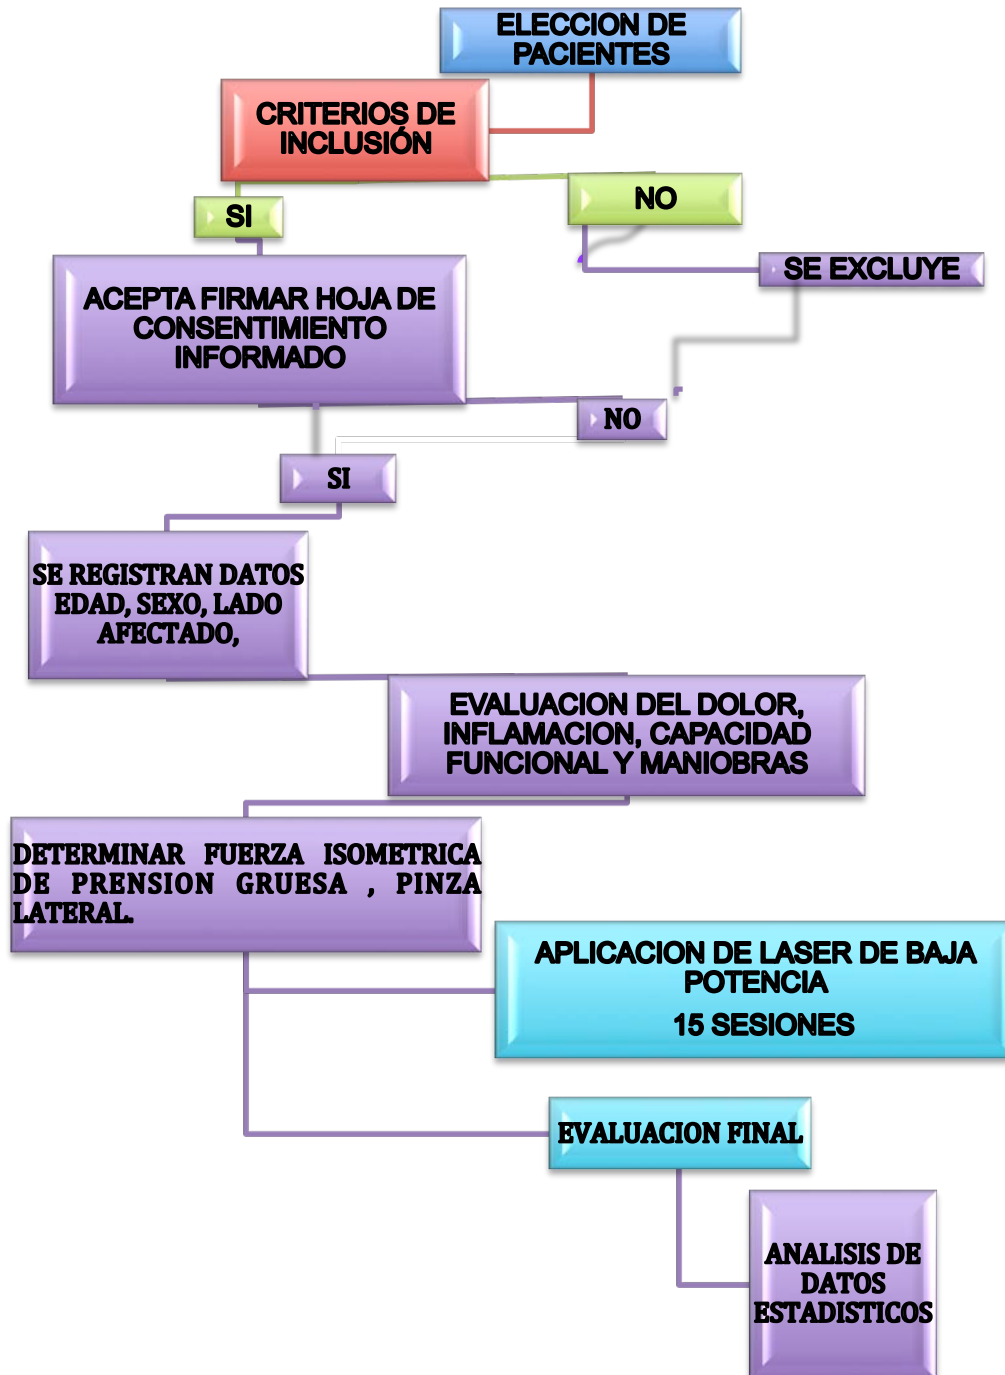 ELECCION DE
PACIENTES
CRITERIOS DE
INCLUSIÓN
SI
NO
SE EXCLUYE
ACEPTA FIRMAR HOJA DE
CONSENTIMIENTO
INFORMADO
NO
SI
SE REGISTRAN DATOS
EDAD, SEXO, LADO
AFECTADO,
EVALUACION DEL DOLOR,
INFLAMACION, CAPACIDAD
FUNCIONAL Y MANIOBRAS
DETERMINAR FUERZA ISOMETRICA
DE PRENSION GRUESA , PINZA
LATERAL.
APLICACION DE LASER DE BAJA
POTENCIA
15 SESIONES
EVALUACION FINAL
ANALISIS DE
DATOS
ESTADISTICOS